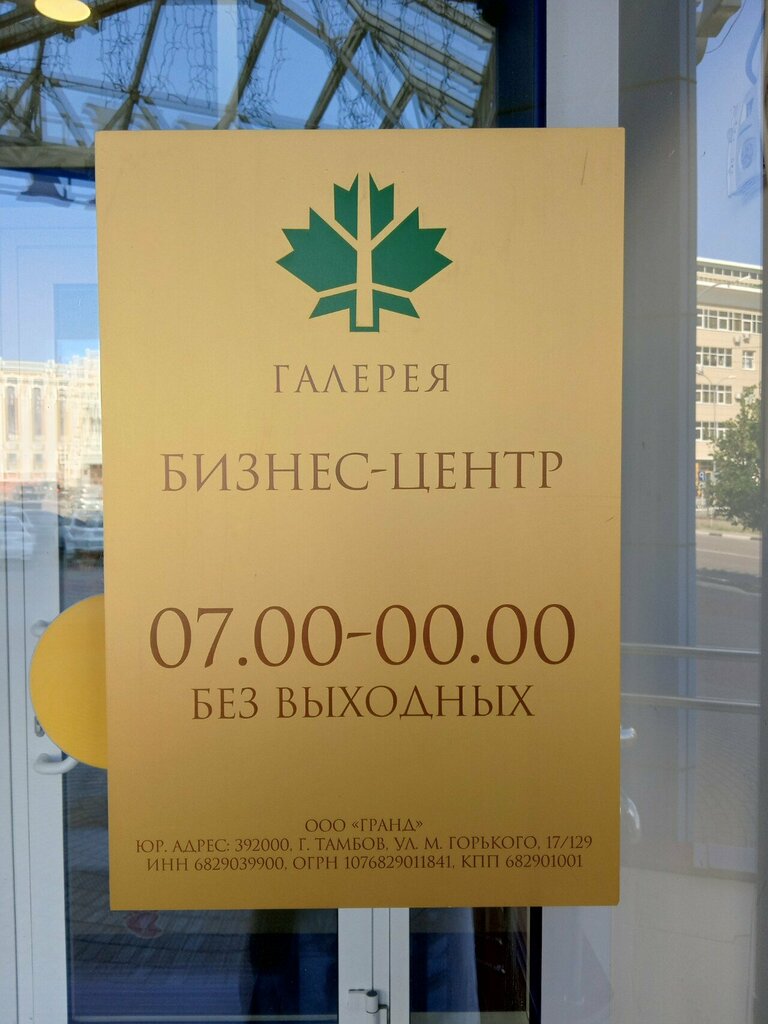 ГАЛЕРЕЯ
БИЗНЕС-ЦЕНТР
07.00-00.00
БЕЗ ВЫХОДНЫХ
ООО «ГРАНД»
ЮР. АДРЕС: 392000, Г. ТАМБОВ, УЛ. М. ГОРЬКОГО, 17/129
ИНН 6829039900, ОГРН 1076829011841, КПП 682901001